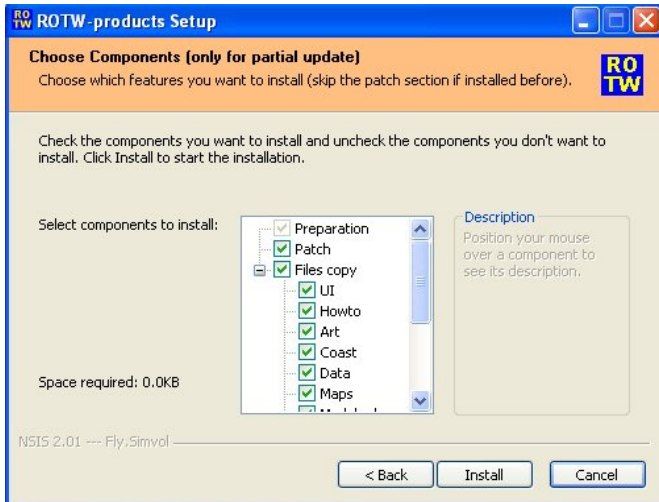 RO
TW
ROTW-products Setup
Choose Components (only for partial update)
Choose which features you want to install (skip the patch section if installed before).
RO
TW
Check the components you want to install and uncheck the components you don't want to
install. Click Install to start the installation.
Select components to install:
Preparation
Patch
Files copy
UI
Howto
Art
Coast
Data
Maps
Description
Position your mouse
over a component to
see its description.
Space required: 0.0KB
NSIS 2.01 --- Fly,Simvol
< Back
Install
Cancel